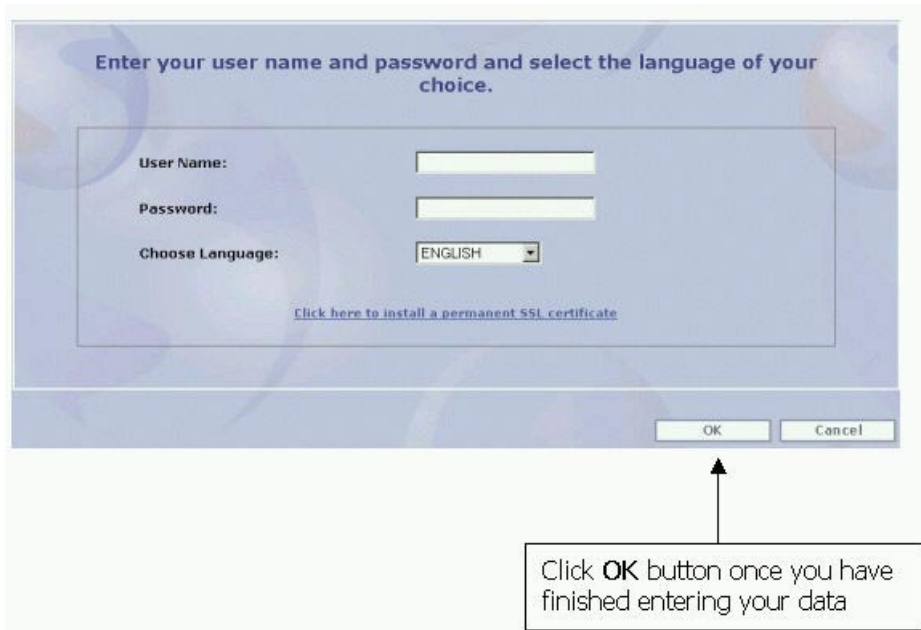 Enter your user name and password and select the language of your
choice.
User Name:
Password:
Choose Language:
ENGLISH
Click here to install a permanent SSL certificate
OK
Cancel
Click OK button once you have
finished entering your data